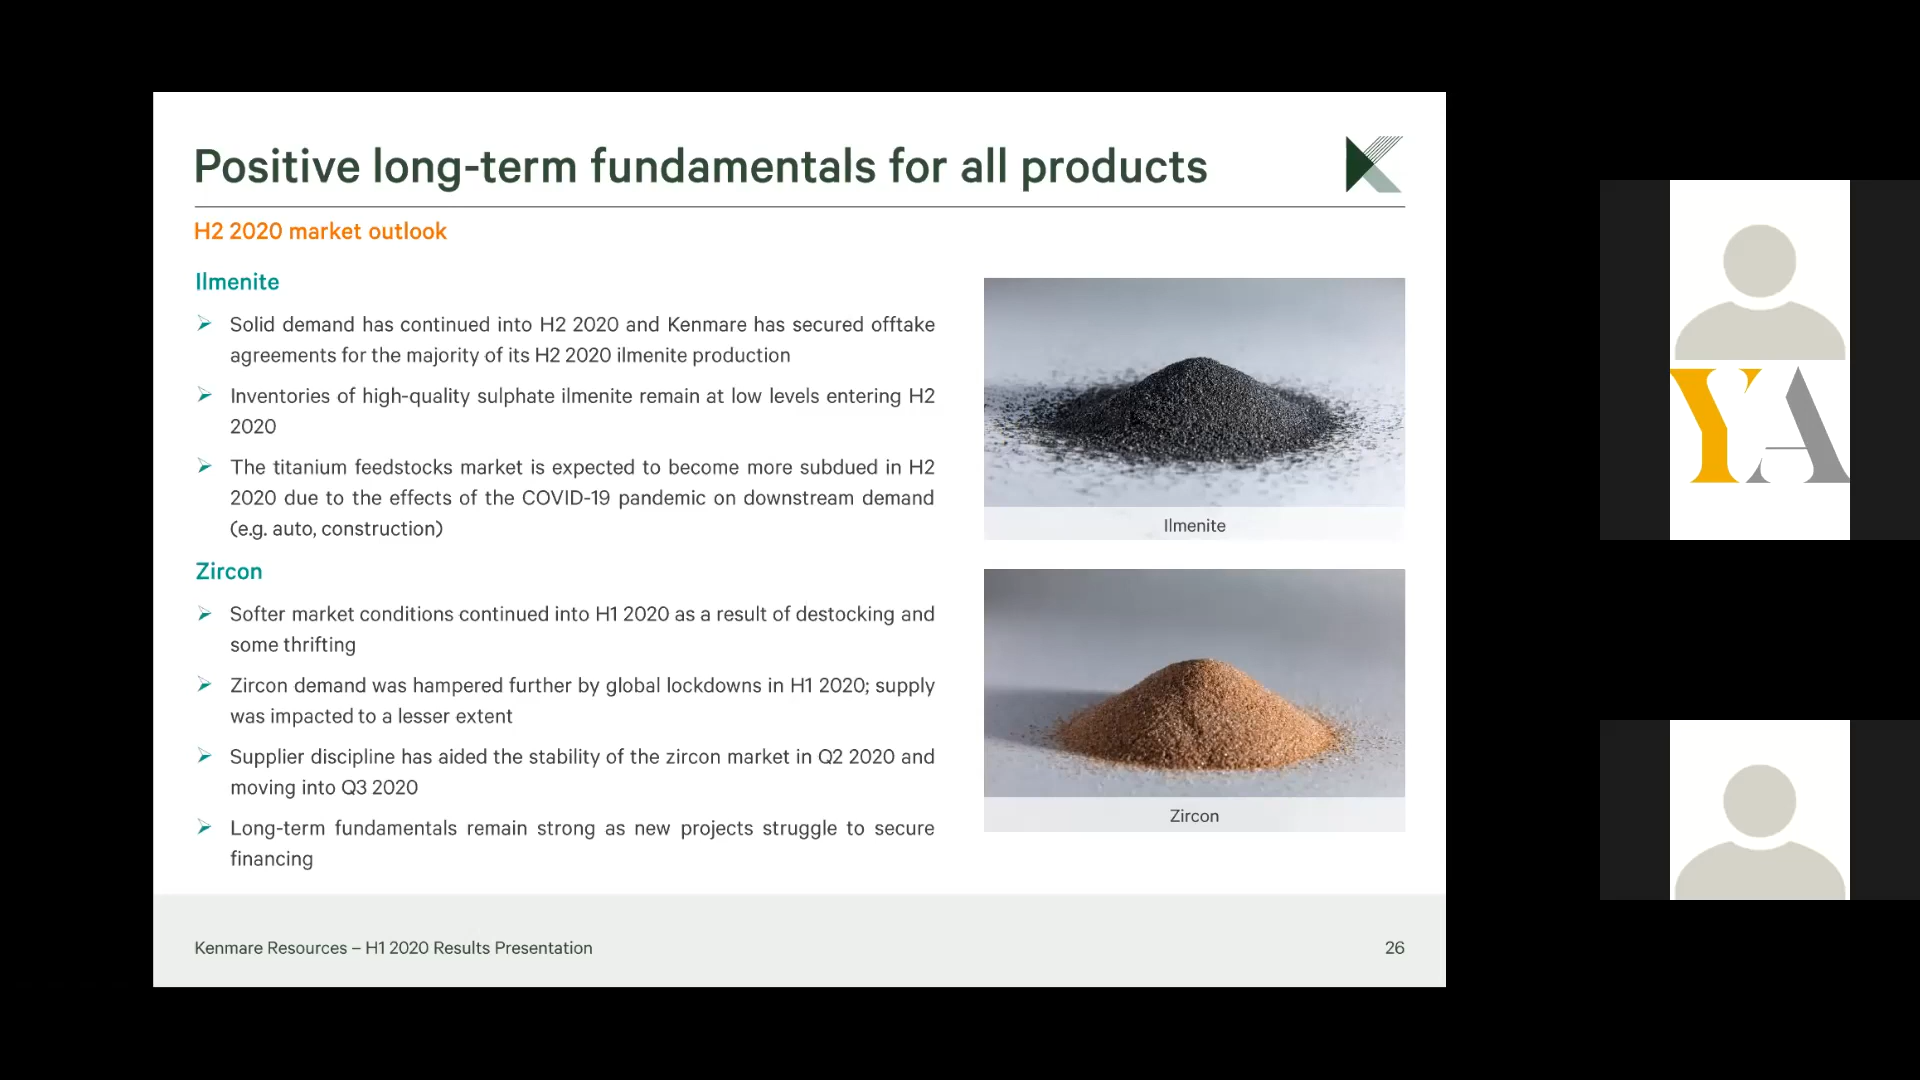 Positive long-term fundamentals for all products
H2 2020 market outlook
Ilmenite
Solid demand has continued into H2 2020 and Kenmare has secured offtake
agreements for the majority of its H2 2020 ilmenite production
Inventories of high-quality sulphate ilmenite remain at low levels entering H2
2020
The titanium feedstocks market is expected to become more subdued in H2
2020 due to the effects of the COVID-19 pandemic on downstream demand
(e.g. auto, construction)
Zircon
Softer market conditions continued into H1 2020 as a result of destocking and
some thrifting
Zircon demand was hampered further by global lockdowns in H1 2020; supply
was impacted to a lesser extent
Supplier discipline has aided the stability of the zircon market in Q2 2020 and
moving into Q3 2020
Long-term fundamentals remain strong as new projects struggle to secure
financing
Ilmenite
Zircon
Kenmare Resources – H1 2020 Results Presentation
26
YA